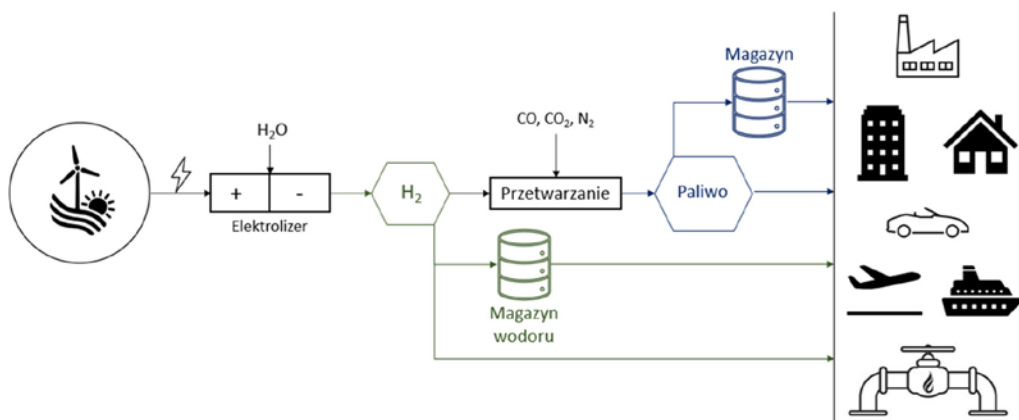 Magazyn
H₂O
CO, CO₂, N₂
+ -
Elektrolizer
H₂
Przetwarzanie
Paliwo
Magazyn
wodoru